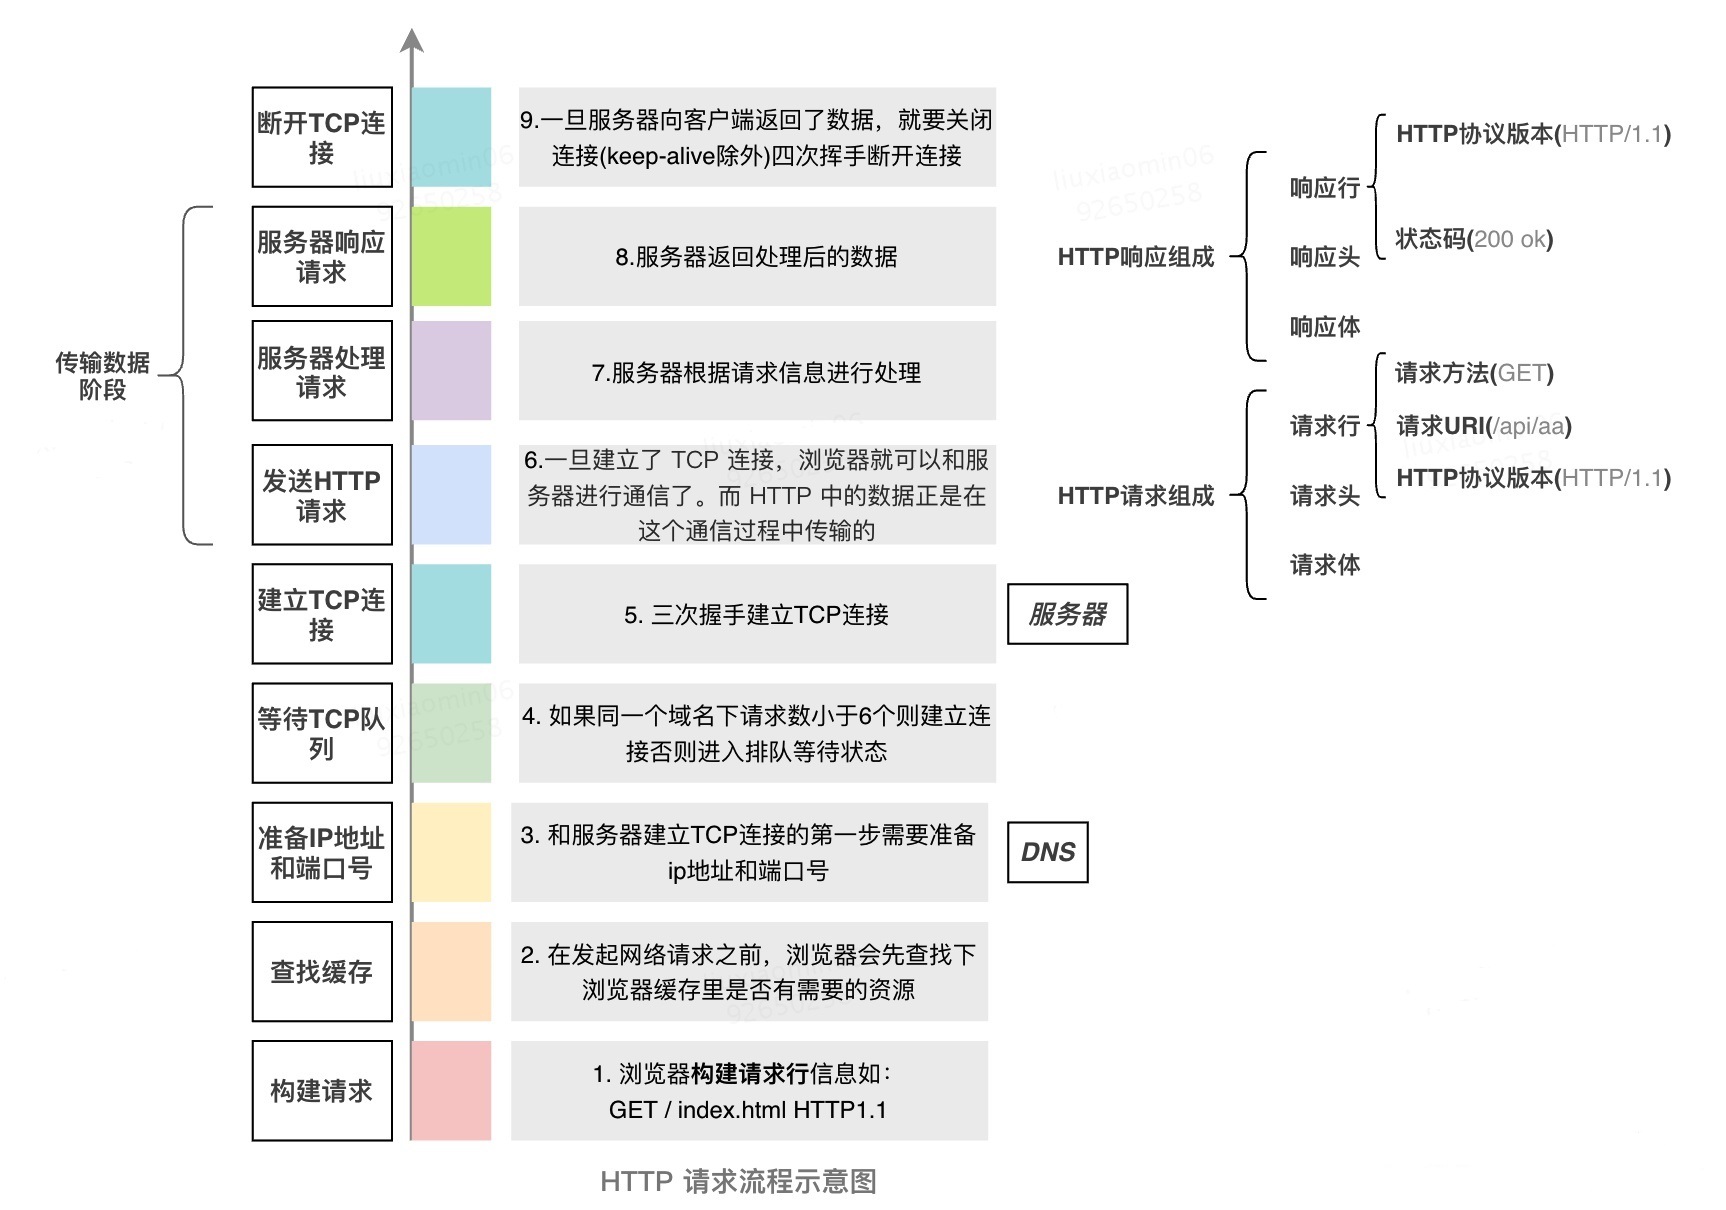 断开TCP连
接
9.一旦服务器向客户端返回了数据，就要关闭
连接(keep-alive除外)四次挥手断开连接
服务器响应
请求
8.服务器返回处理后的数据
传输数据
阶段
服务器处理
请求
7.服务器根据请求信息进行处理
发送HTTP
请求
6.一旦建立了 TCP 连接，浏览器就可以和服
务器进行通信了。而 HTTP 中的数据正是在
这个通信过程中传输的
建立TCP连
接
5. 三次握手建立TCP连接
服务器
等待TCP队
列
4. 如果同一个域名下请求数小于6个则建立连
接否则进入排队等待状态
准备IP地址
和端口号
3. 和服务器建立TCP连接的第一步需要准备
ip地址和端口号
DNS
查找缓存
2. 在发起网络请求之前，浏览器会先查找下
浏览器缓存里是否有需要的资源
构建请求
1. 浏览器构建请求行信息如：
GET / index.html HTTP1.1
HTTP响应组成
响应行
HTTP协议版本(HTTP/1.1)
状态码(200 ok)
响应头
响应体
HTTP请求组成
请求行
请求方法(GET)
请求URI(/api/aa)
HTTP协议版本(HTTP/1.1)
请求头
请求体
HTTP 请求流程示意图
liuxiaomin06
92650258
liuxiaomin06
92650258
liuxiaomin06
92650258